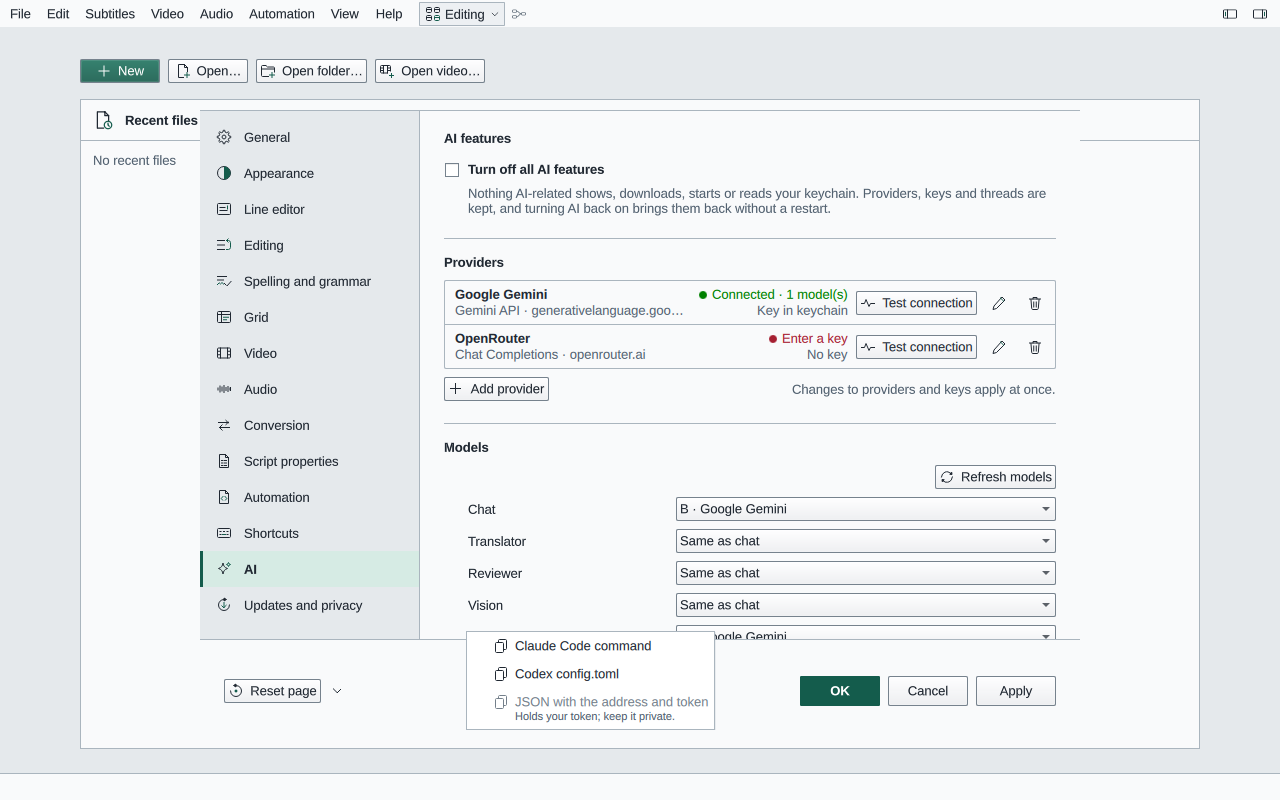 File Edit Subtitles Video Audio Automation View Help Editing
New Open… Open folder… Open video…
Recent files
No recent files
General
Appearance
Line editor
Editing
Spelling and grammar
Grid
Video
Audio
Conversion
Script properties
Automation
Shortcuts
AI
Updates and privacy
AI features
Turn off all AI features
Nothing AI-related shows, downloads, starts or reads your keychain. Providers, keys and threads are
kept, and turning AI back on brings them back without a restart.
Providers
Google Gemini Connected · 1 model(s) Test connection
Gemini API · generativelanguage.goo… Key in keychain
OpenRouter Enter a key Test connection
Chat Completions · openrouter.ai No key
Add provider Changes to providers and keys apply at once.
Models
Refresh models
Chat B · Google Gemini
Translator Same as chat
Reviewer Same as chat
Vision Same as chat
Gemini
Claude Code command
Codex config.toml
JSON with the address and token
Holds your token; keep it private.
Reset page OK Cancel Apply